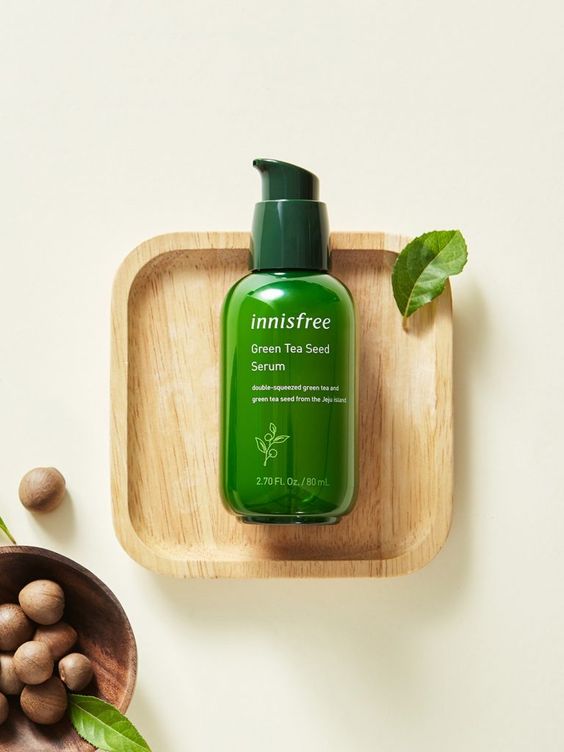 innisfree
Green Tea Seed
Serum
double-squeezed green tea and
green tea seed from the Jeju island
2.70 FL. Oz. / 80 mL